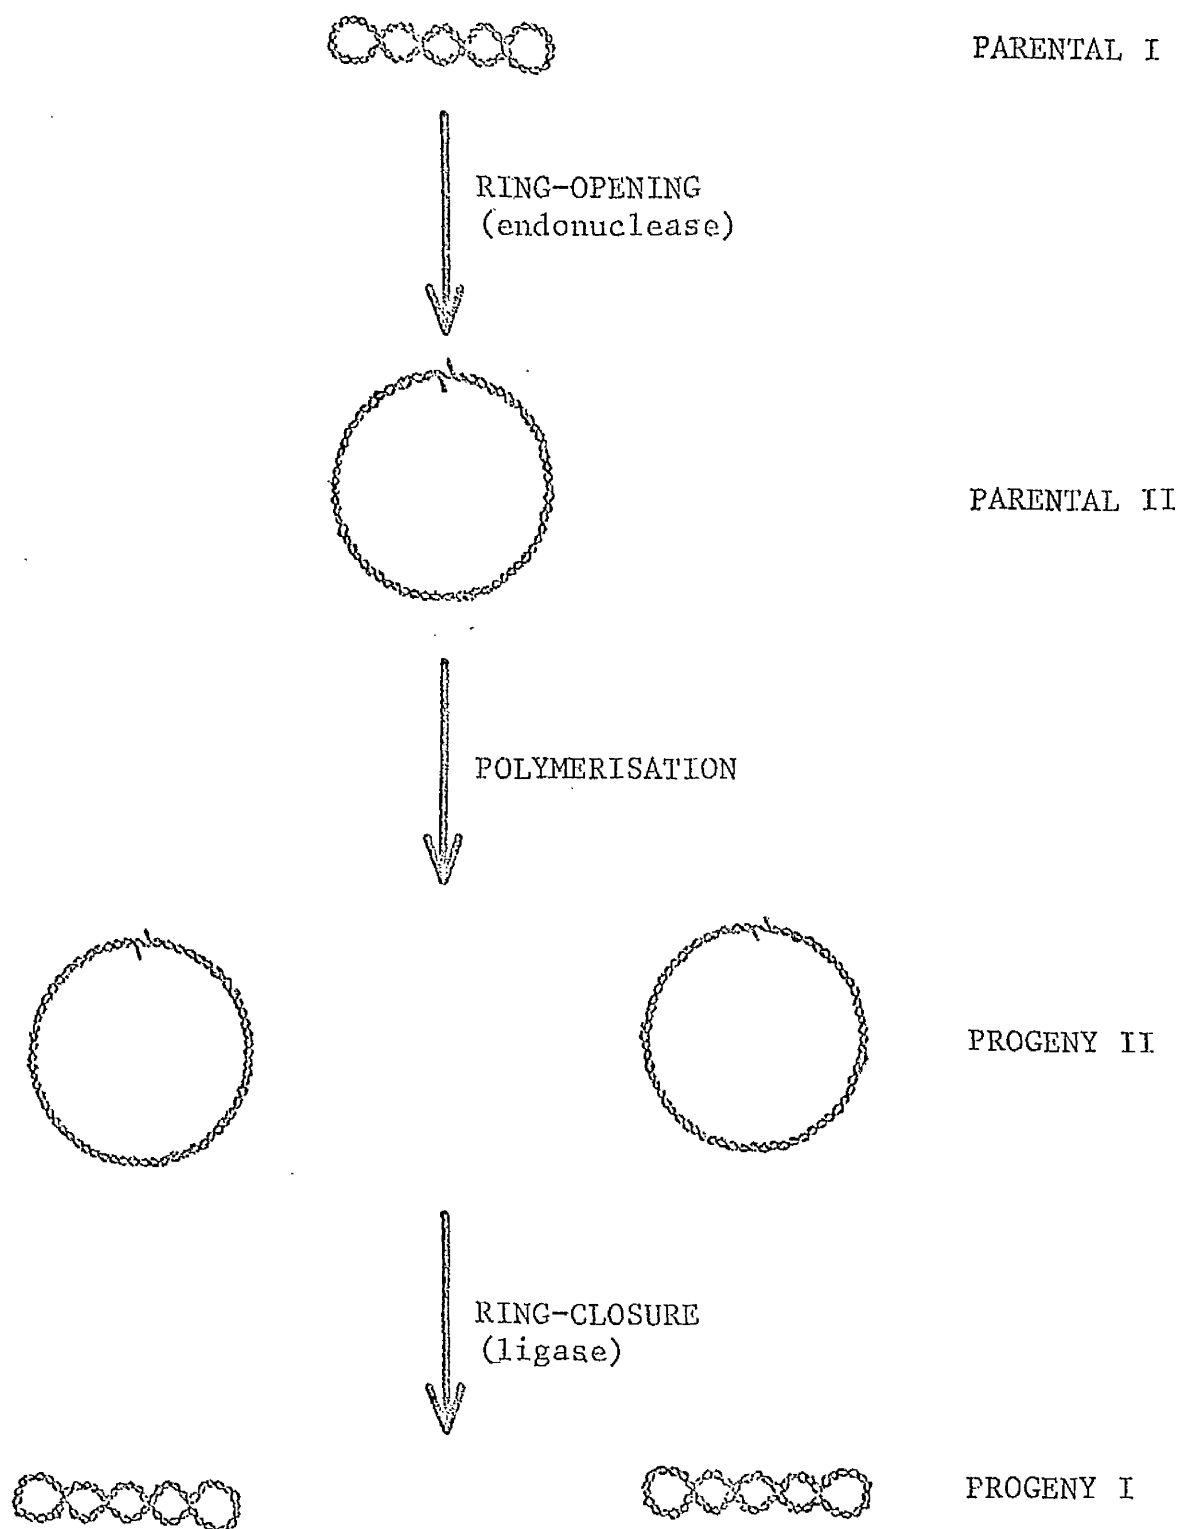 PARENTAL I
RING-OPENING
(endonuclease)
PARENTAL II
POLYMERISATION
PROGENY II
RING-CLOSURE
(ligase)
PROGENY I